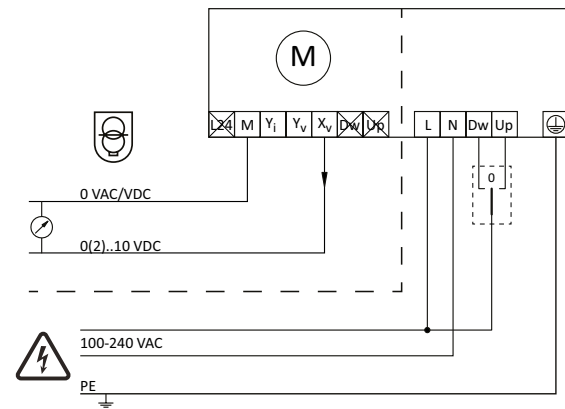 M
L24 M Yi Yv Xv Dw Up L N Dw Up
0
0 VAC/VDC
0(2)..10 VDC
100-240 VAC
PE